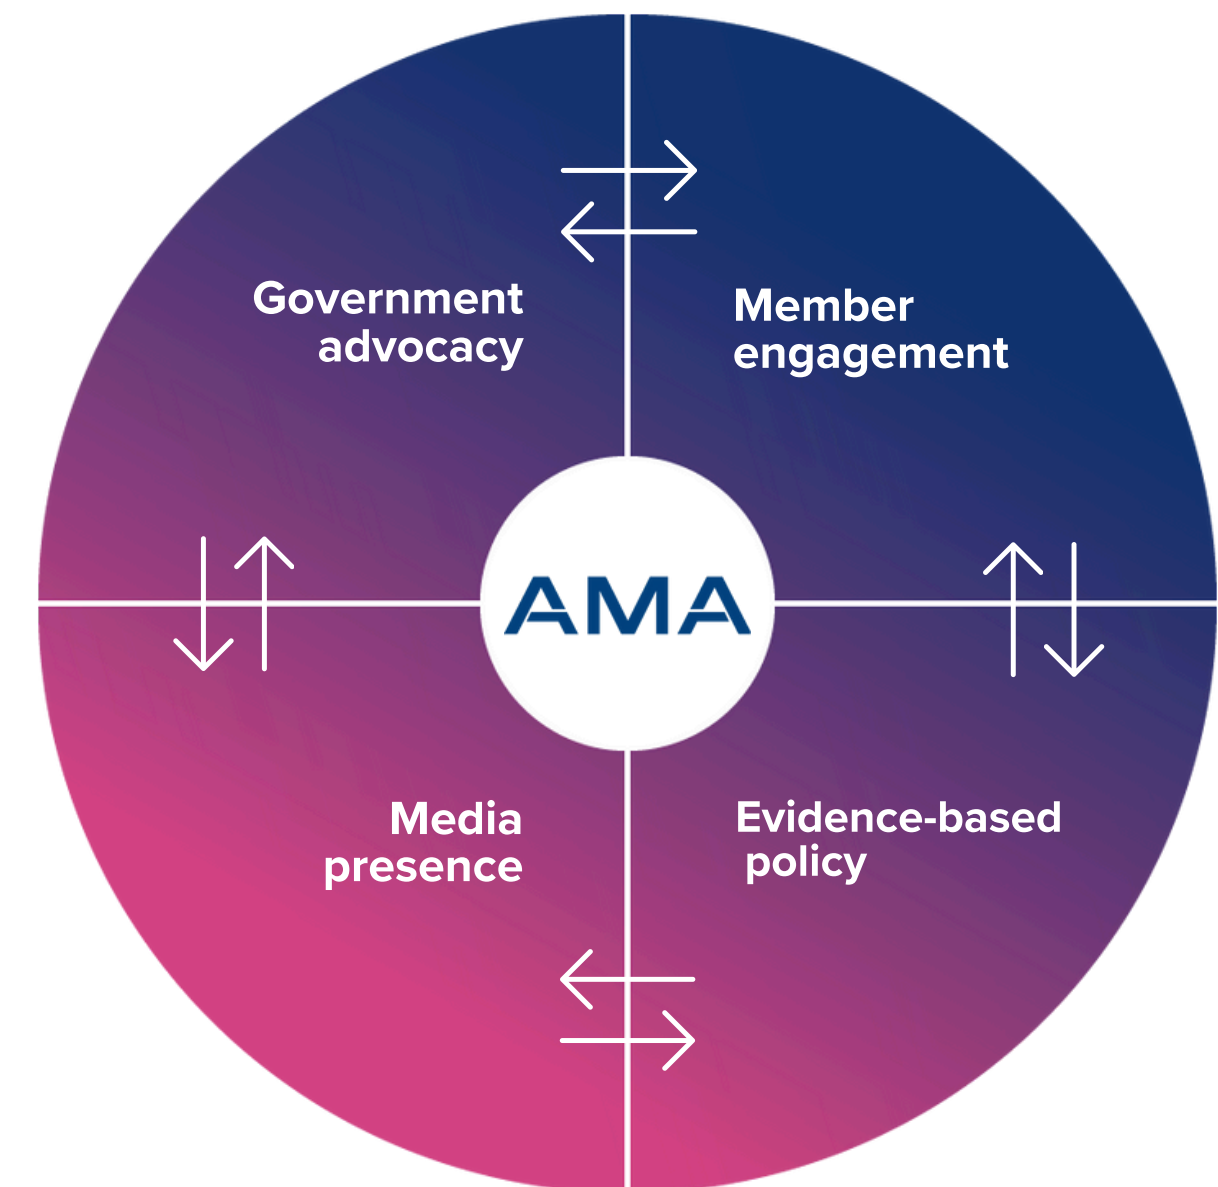 Government
advocacy
Member
engagement
AMA
Media
presence
Evidence-based
policy